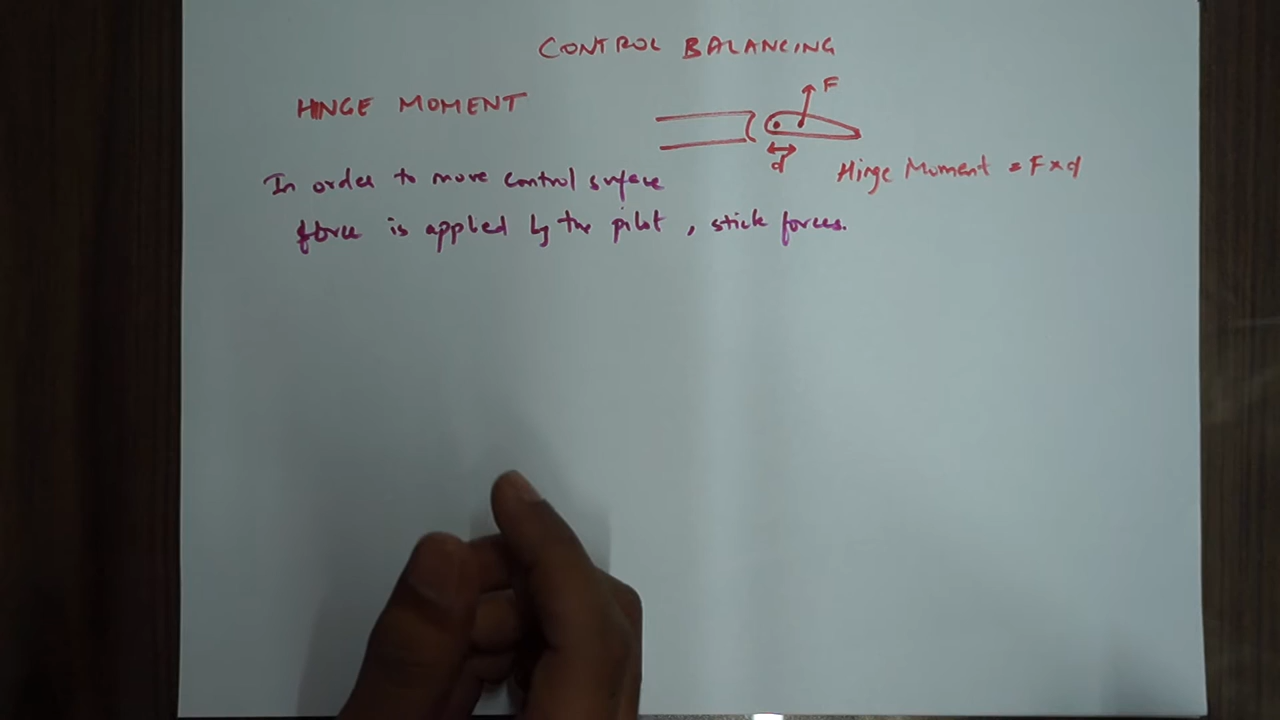 CONTROL BALANCING
HINGE MOMENT
F
d
Hinge Moment = F x d
In order to move control surface
force is applied by the pilot, stick forces.